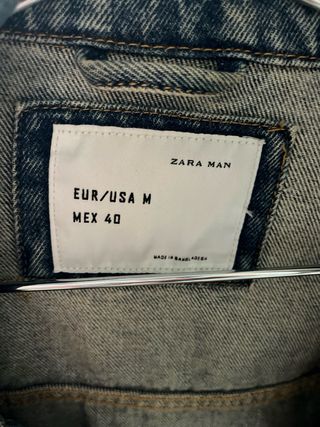 ZARA MAN
EUR/USA M
MEX 40
MADE IN BANGLADESH